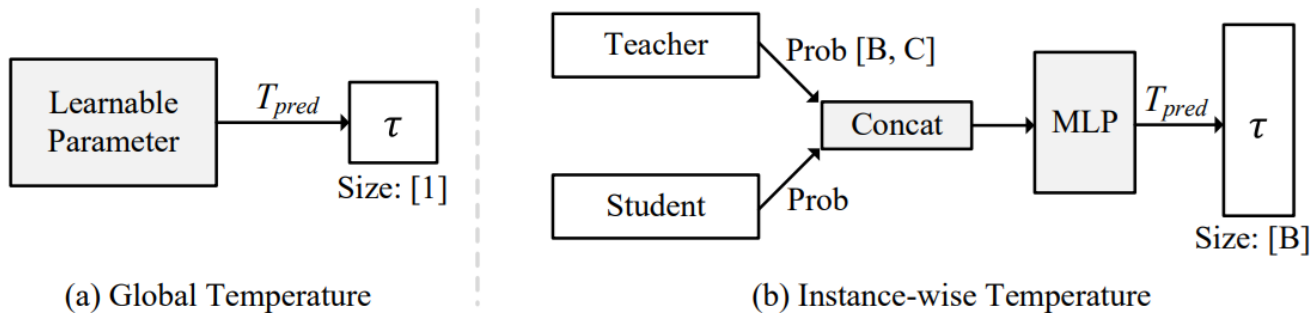 Learnable
Parameter
T_pred
τ
Size: [1]
(a) Global Temperature
Teacher
Prob [B, C]
Student
Prob
Concat
MLP
T_pred
τ
Size: [B]
(b) Instance-wise Temperature